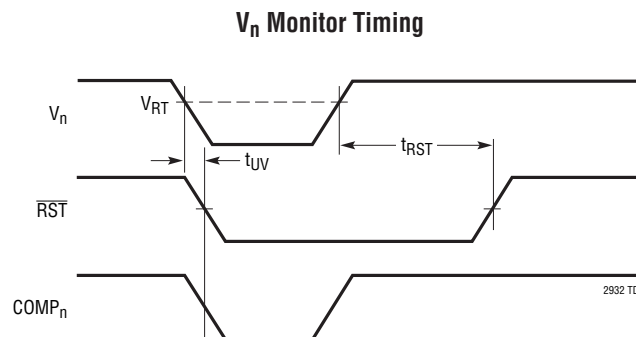 Vn Monitor Timing
Vn
VRT
tRST
tUV
RST
COMPn
2932 TD